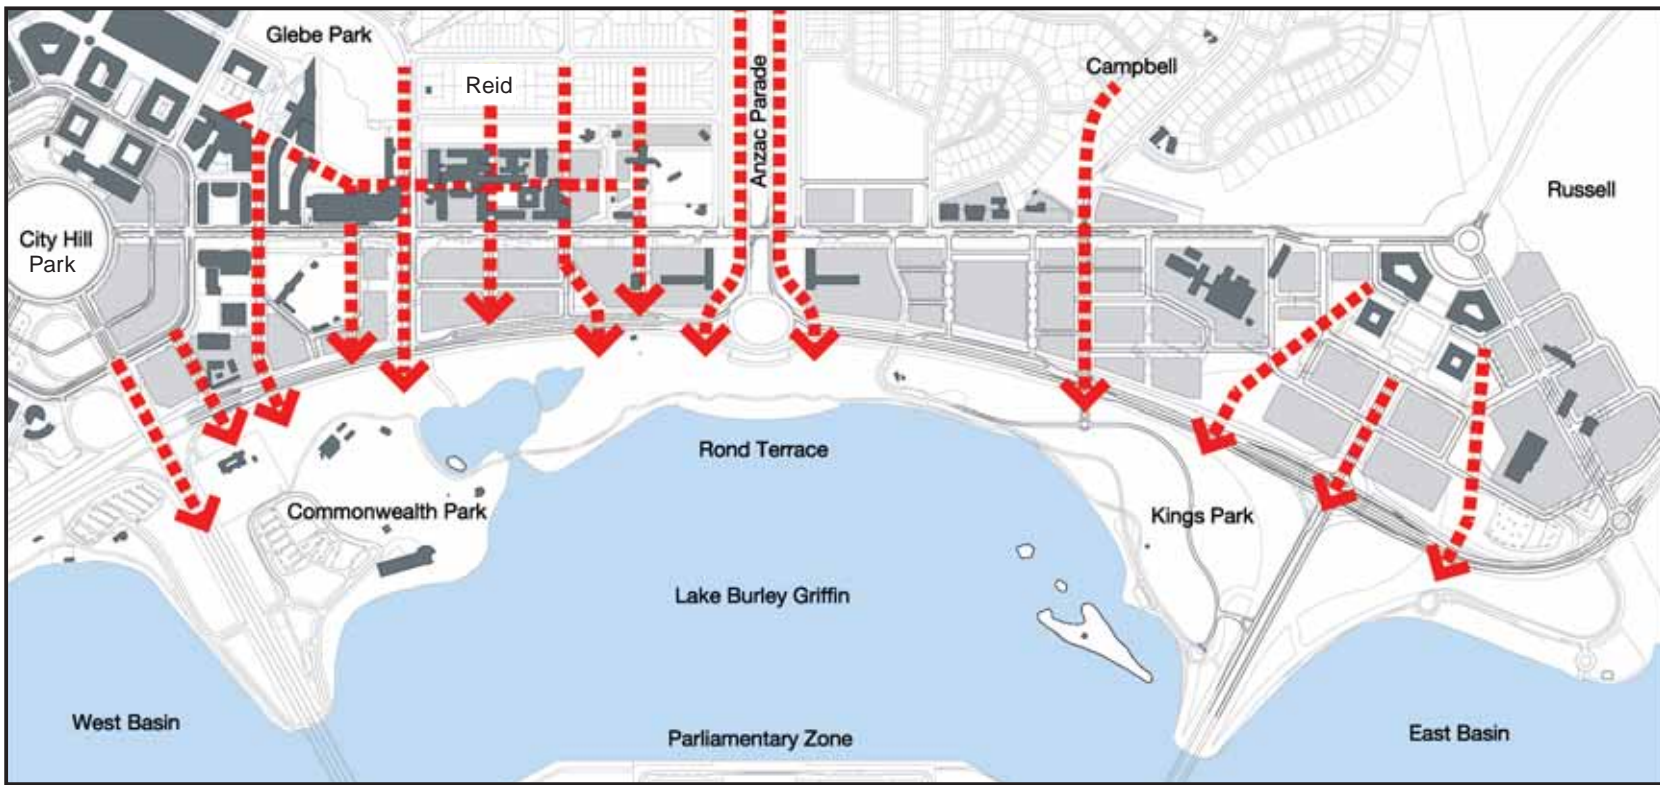 Glebe Park
Reid
Anzac Parade
Campbell
Russell
City Hill
Park
Rond Terrace
Commonwealth Park
Kings Park
Lake Burley Griffin
West Basin
Parliamentary Zone
East Basin